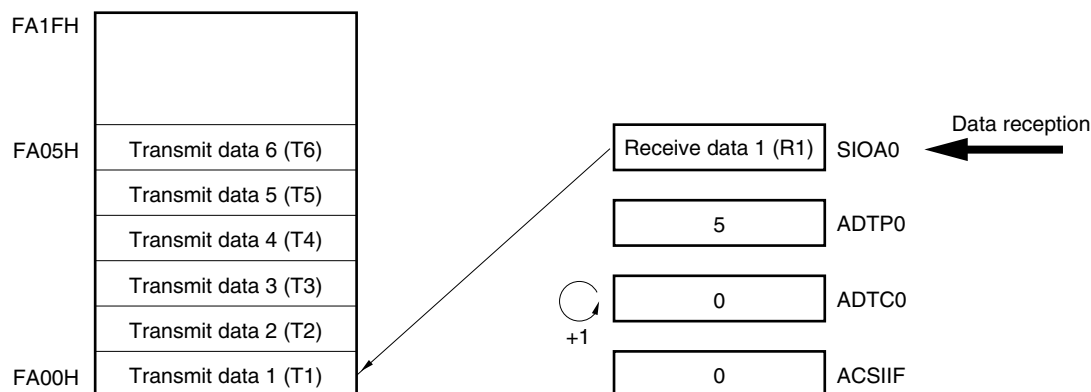 FA1FH
FA05H
Transmit data 6 (T6)
Transmit data 5 (T5)
Transmit data 4 (T4)
Transmit data 3 (T3)
Transmit data 2 (T2)
FA00H
Transmit data 1 (T1)
Receive data 1 (R1)
SIOA0
Data reception
5
ADTP0
0
ADTC0
+1
0
ACSIIF